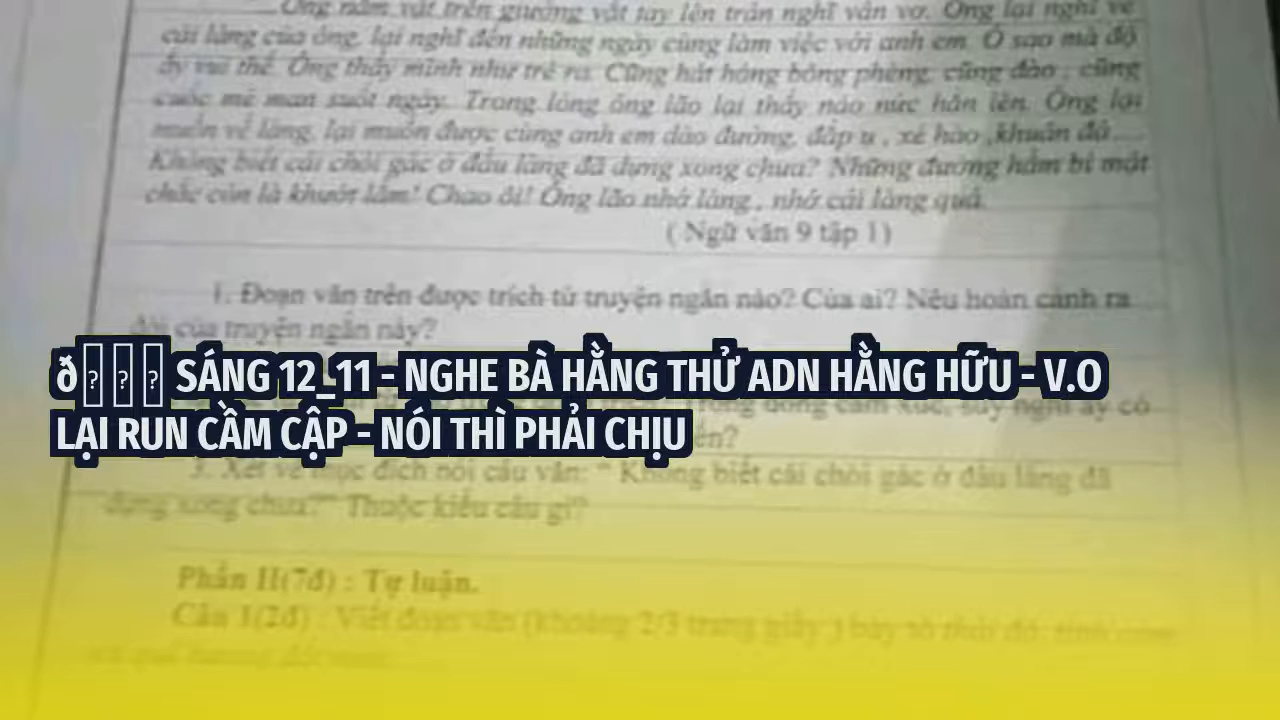 Ông nằm vật trên giường vắt tay lên trán nghĩ vẩn vơ. Ông lại nghĩ về
cái làng của ông, lại nghĩ đến những ngày cùng làm việc với anh em. Ô sao mà độ
ấy vui thế. Ông thấy mình như trẻ ra. Cũng hát hỏng bông phèng, cũng đào , cũng
cuốc mê man suốt ngày. Trong lòng ông lão lại thấy náo nức hẳn lên. Ông lại
muốn về làng, lại muốn được cùng anh em đào đường, đắp ụ , xẻ hào ,khuân đá....
Không biết cái chòi gác ở đầu làng đã dựng xong chưa? Những đường hầm bí mật
chắc còn là khướt lắm! Chao ôi! Ông lão nhớ làng , nhớ cái làng quá.
( Ngữ văn 9 tập 1)
1. Đoạn văn trên được trích từ truyện ngắn nào? Của ai? Nêu hoàn cảnh ra
đời của truyện ngắn này?
ð SÁNG 12_11 - NGHE BÀ HẰNG THỬ ADN HẰNG HỮU - V.O
LẠI RUN CẦM CẬP - NÓI THÌ PHẢI CHỊU
3. Xét về mục đích nói câu văn: " Không biết cái chòi gác ở đầu làng đã
dựng xong chưa?" Thuộc kiểu câu gì?
Phần II(7đ) : Tự luận.
Câu 1(2đ) : Viết đoạn văn (khoảng 2/3 trang giấy ) bày tỏ